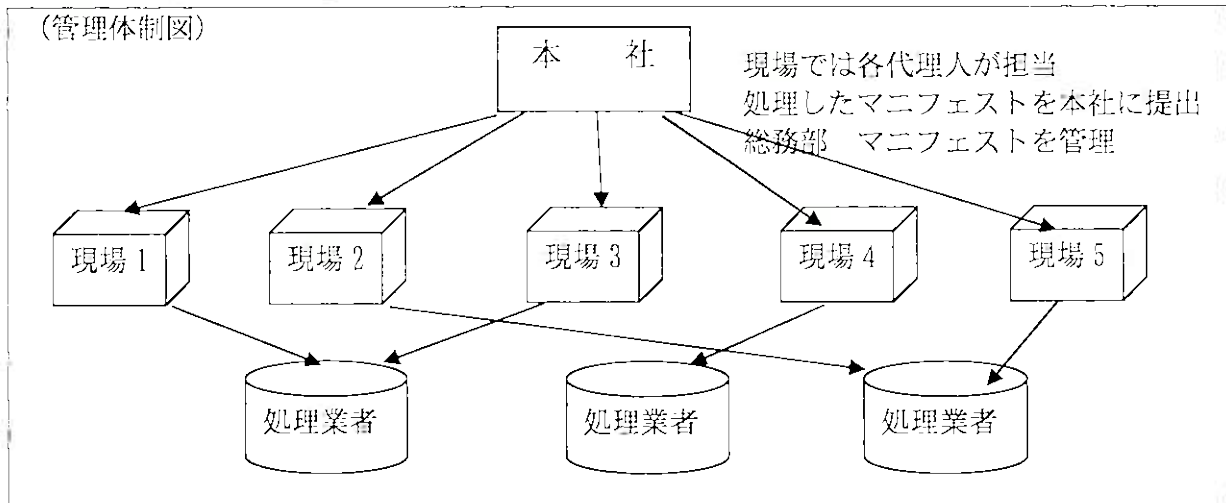 (管理体制図)
本　　社
現場では各代理人が担当
処理したマニフェストを本社に提出
総務部　マニフェストを管理
現場1
現場2
現場3
現場4
現場5
処理業者
処理業者
処理業者